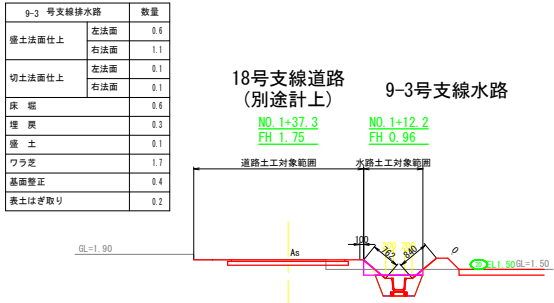 9-3 号支線排水路 数量
盛土法面仕上 左法面 0.6
右法面 1.1
切土法面仕上 左法面 0.1
右法面 0.1
床 堀 0.6
埋 戻 0.3
盛 土 0.1
ワラ芝 1.7
基面整正 0.4
表土はぎ取り 0.2
18号支線道路
(別途計上)
9-3号支線水路
NO.1+37.3
FH 1.75
NO.1+12.2
FH 0.96
道路土工対象範囲
水路土工対象範囲
GL=1.90
As
100
762
840
EL1.50
GL=1.50